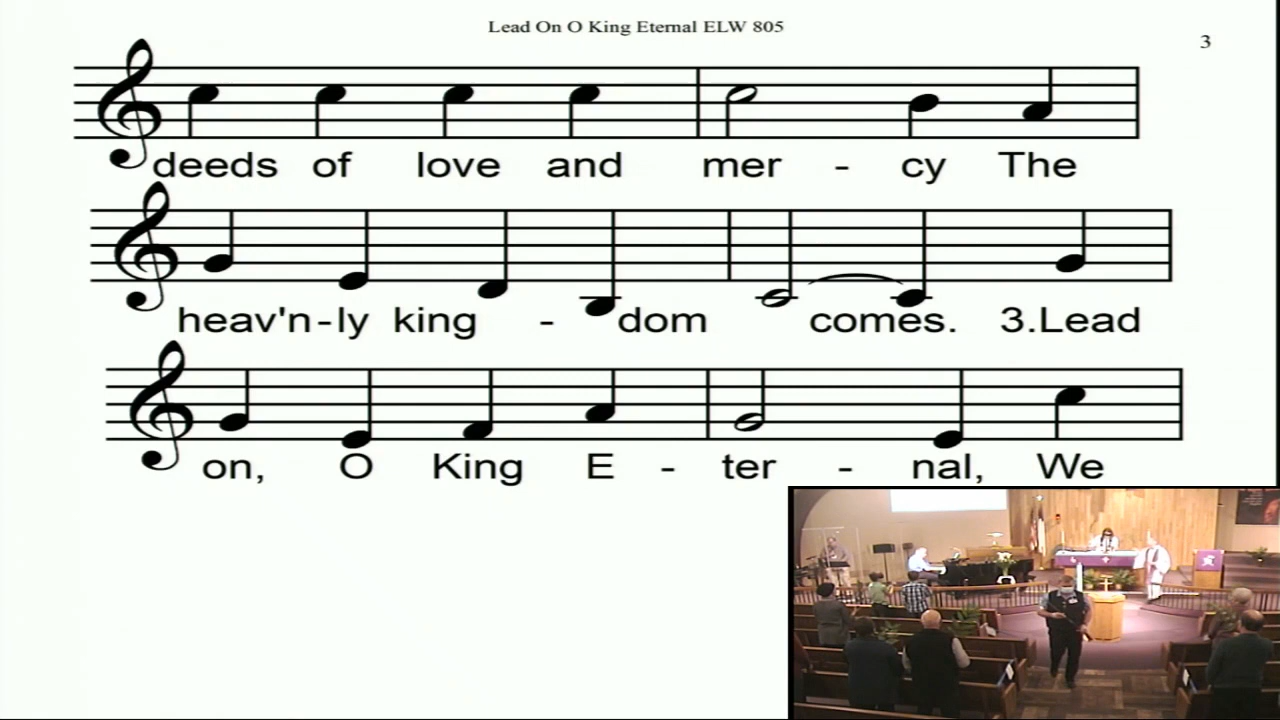 Lead On O King Eternal ELW 805
3
deeds of love and mer - cy The
heav'n-ly king - dom comes. 3.Lead
on, O King E - ter - nal, We